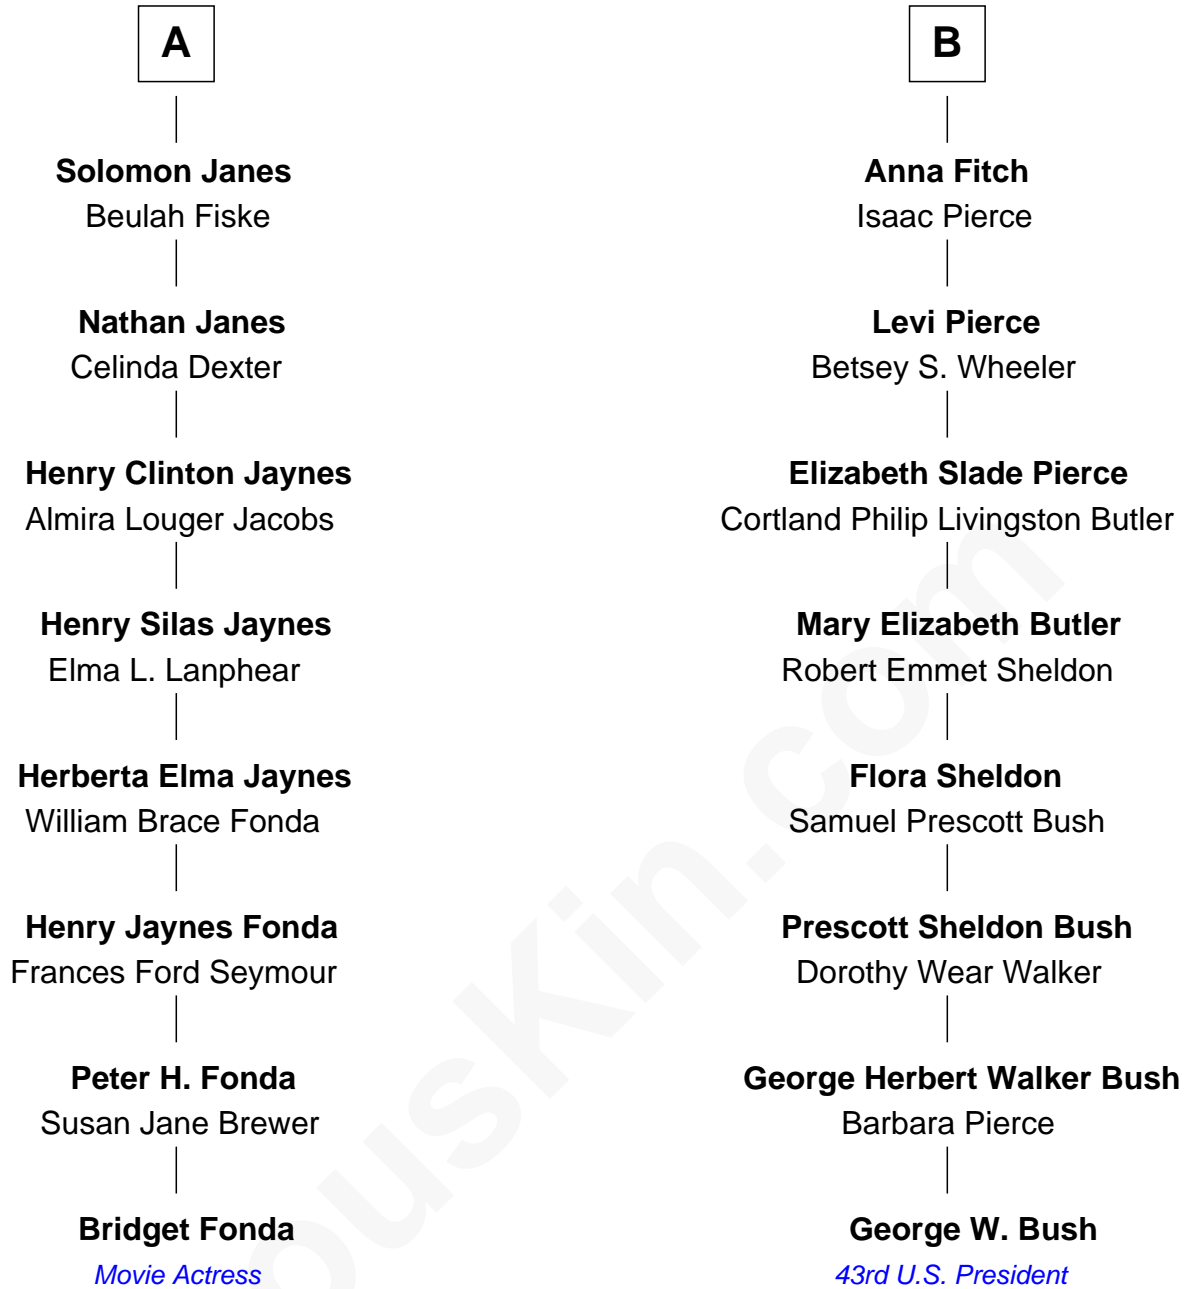 A
Solomon Janes
Beulah Fiske
Nathan Janes
Celinda Dexter
Henry Clinton Jaynes
Almira Louger Jacobs
Henry Silas Jaynes
Elma L. Lanphear
Herberta Elma Jaynes
William Brace Fonda
Henry Jaynes Fonda
Frances Ford Seymour
Peter H. Fonda
Susan Jane Brewer
Bridget Fonda
Movie Actress
B
Anna Fitch
Isaac Pierce
Levi Pierce
Betsey S. Wheeler
Elizabeth Slade Pierce
Cortland Philip Livingston Butler
Mary Elizabeth Butler
Robert Emmet Sheldon
Flora Sheldon
Samuel Prescott Bush
Prescott Sheldon Bush
Dorothy Wear Walker
George Herbert Walker Bush
Barbara Pierce
George W. Bush
43rd U.S. President
ousKin.com